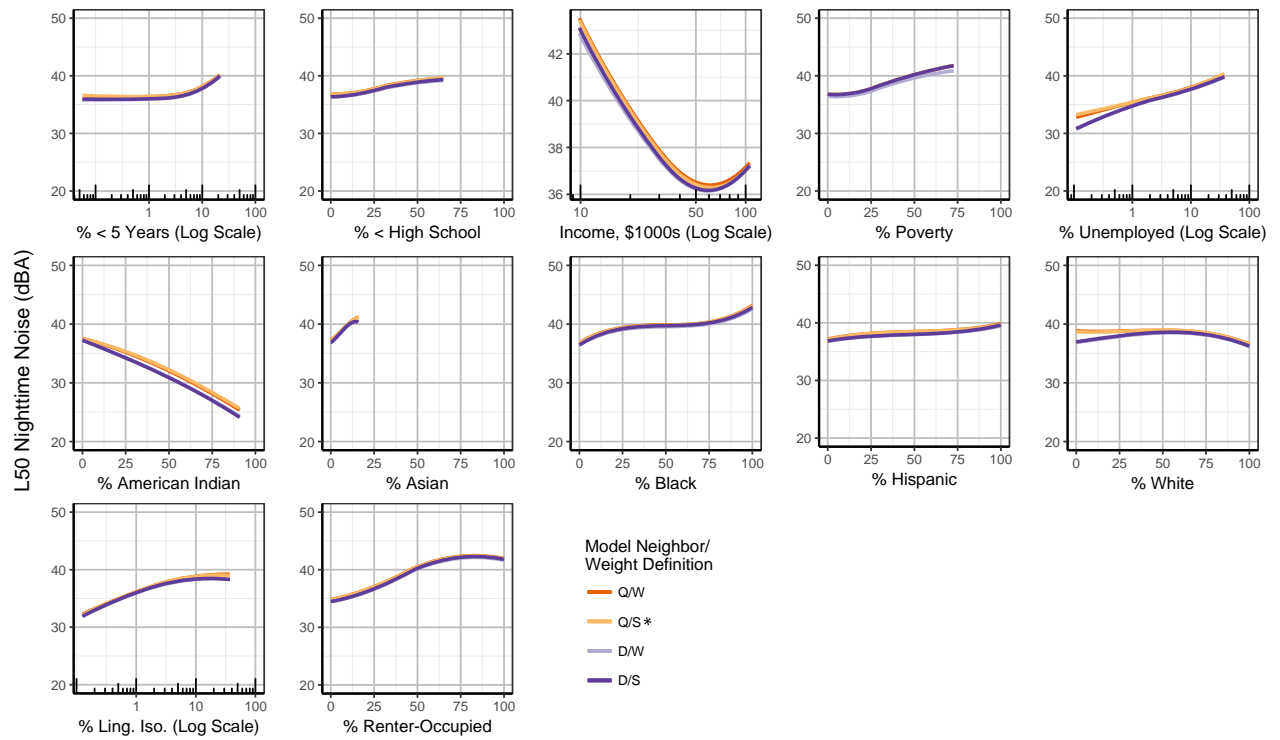 L50 Nighttime Noise (dBA)
50
40
30
20
1 10 100
% < 5 Years (Log Scale)
50
40
30
20
0 25 50 75 100
% < High School
42
40
38
36
10 50 100
Income, $1000s (Log Scale)
50
40
30
20
0 25 50 75 100
% Poverty
50
40
30
20
1 10 100
% Unemployed (Log Scale)
50
40
30
20
0 25 50 75 100
% American Indian
50
40
30
20
0 25 50 75 100
% Asian
50
40
30
20
0 25 50 75 100
% Black
50
40
30
20
0 25 50 75 100
% Hispanic
50
40
30
20
0 25 50 75 100
% White
50
40
30
20
1 10 100
% Ling. Iso. (Log Scale)
50
40
30
20
0 25 50 75 100
% Renter-Occupied
Model Neighbor/
Weight Definition
Q/W
Q/S*
D/W
D/S